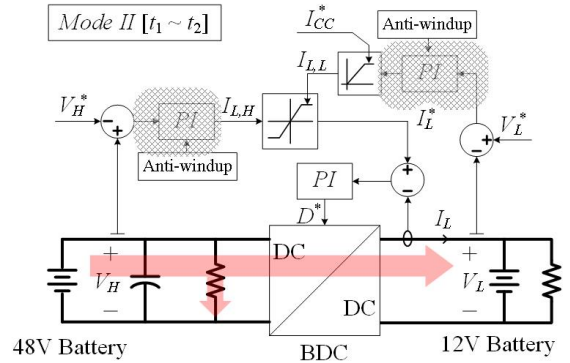 Mode II [t₁ ~ t₂]
I*CC
Anti-windup
IL,L
PI
V*H
PI
IL,H
I*L
V*L
Anti-windup
PI
D*
IL
DC
VH
VL
DC
48V Battery
BDC
12V Battery